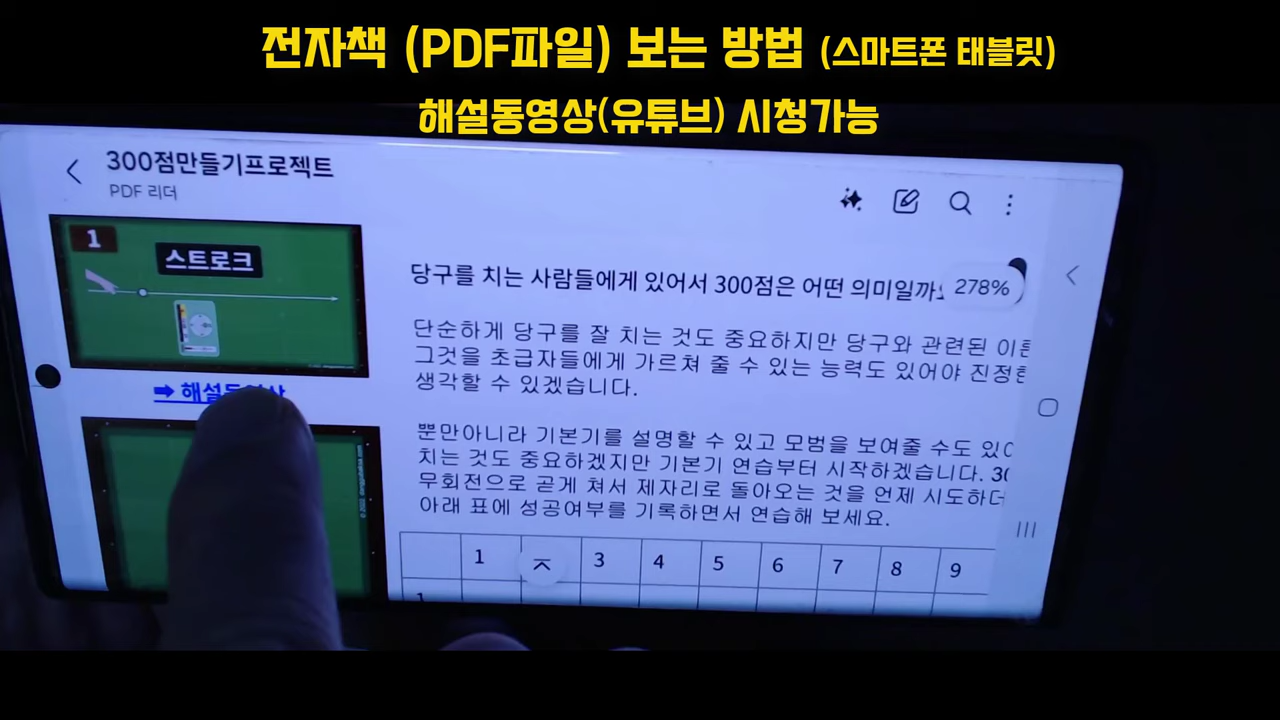 전자책 (PDF파일) 보는 방법 (스마트폰 태블릿)
해설동영상(유튜브) 시청가능
300점만들기프로젝트
PDF 리더
1
스트로크
➡ 해설동영상
당구를 치는 사람들에게 있어서 300점은 어떤 의미일까
278%
단순하게 당구를 잘 치는 것도 중요하지만 당구와 관련된
그것을 초급자들에게 가르쳐 줄 수 있는 능력도 있어야
생각할 수 있겠습니다.
뿐만아니라 기본기를 설명할 수 있고 모범을 보여줄 수도
치는 것도 중요하겠지만 기본기 연습부터 시작하겠습니다.
무회전으로 곧게 쳐서 제자리로 돌아오는 것을 언제
아래 표에 성공여부를 기록하면서 연습해 보세요.
1 3 4 5 6 7 8 9